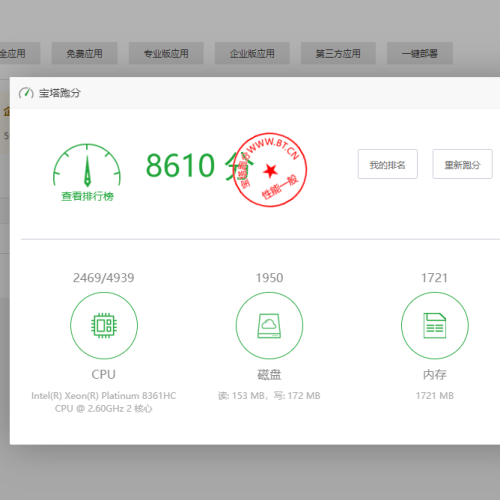 全应用 免费应用 专业版应用 企业版应用 第三方应用 一键部署
宝塔跑分
8610 分
宝塔跑分WWW.BT.CN
性能一般
查看排行榜
我的排名 重新跑分
2469/4939 1950 1721
CPU 磁盘 内存
Intel(R) Xeon(R) Platinum 8361HC 读: 153 MB，写: 172 MB 1721 MB
CPU @ 2.60GHz 2 核心